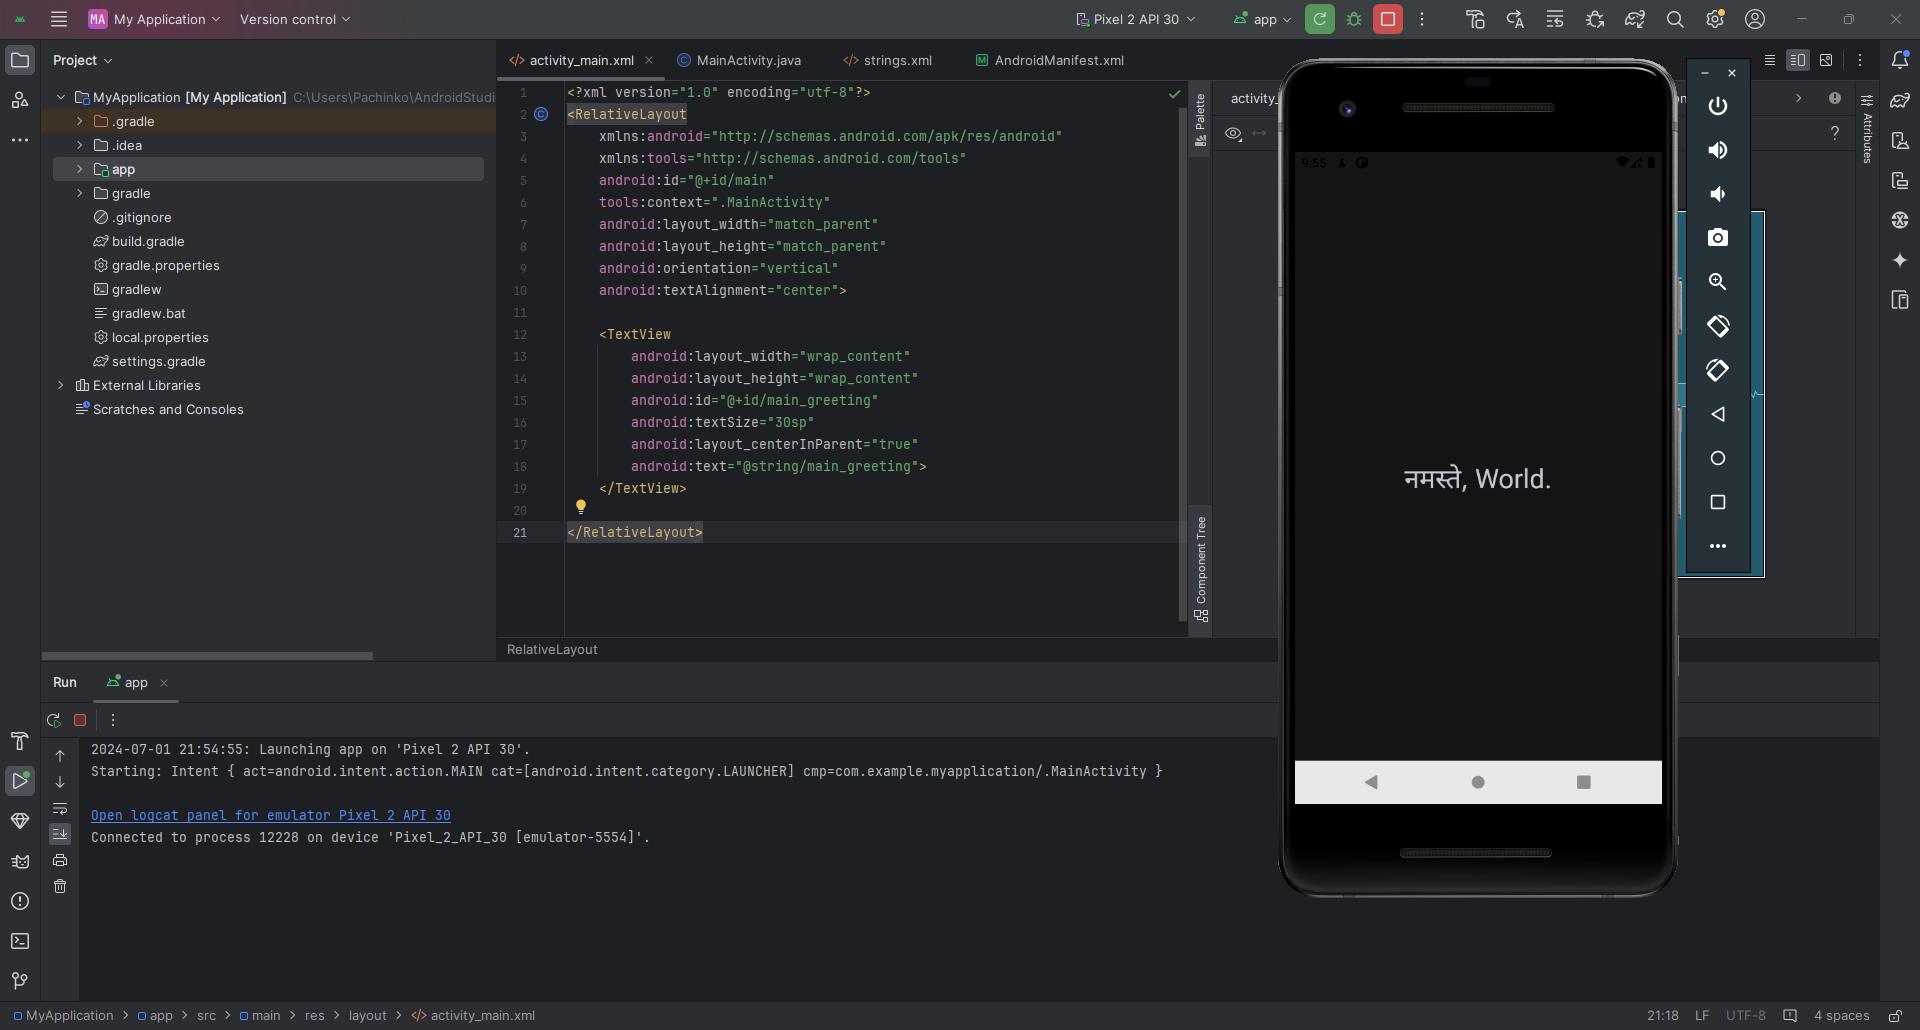 MA My Application
Version control
Pixel 2 API 30
app
Project
MyApplication [My Application] C:\Users\Pachinko\AndroidStudi
.gradle
.idea
app
gradle
.gitignore
build.gradle
gradle.properties
gradlew
gradlew.bat
local.properties
settings.gradle
External Libraries
Scratches and Consoles
activity_main.xml
MainActivity.java
strings.xml
AndroidManifest.xml
1 <?xml version="1.0" encoding="utf-8"?>
2 <RelativeLayout
3 xmlns:android="http://schemas.android.com/apk/res/android"
4 xmlns:tools="http://schemas.android.com/tools"
5 android:id="@+id/main"
6 tools:context=".MainActivity"
7 android:layout_width="match_parent"
8 android:layout_height="match_parent"
9 android:orientation="vertical"
10 android:textAlignment="center">
11
12 <TextView
13 android:layout_width="wrap_content"
14 android:layout_height="wrap_content"
15 android:id="@+id/main_greeting"
16 android:textSize="30sp"
17 android:layout_centerInParent="true"
18 android:text="@string/main_greeting">
19 </TextView>
20
21 </RelativeLayout>
RelativeLayout
Palette
Component Tree
activity_
Attributes
9:55
नमस्ते, World.
Run
app
2024-07-01 21:54:55: Launching app on 'Pixel 2 API 30'.
Starting: Intent { act=android.intent.action.MAIN cat=[android.intent.category.LAUNCHER] cmp=com.example.myapplication/.MainActivity }
Open logcat panel for emulator Pixel 2 API 30
Connected to process 12228 on device 'Pixel_2_API_30 [emulator-5554]'.
MyApplication > app > src > main > res > layout > activity_main.xml
21:18 LF UTF-8 4 spaces